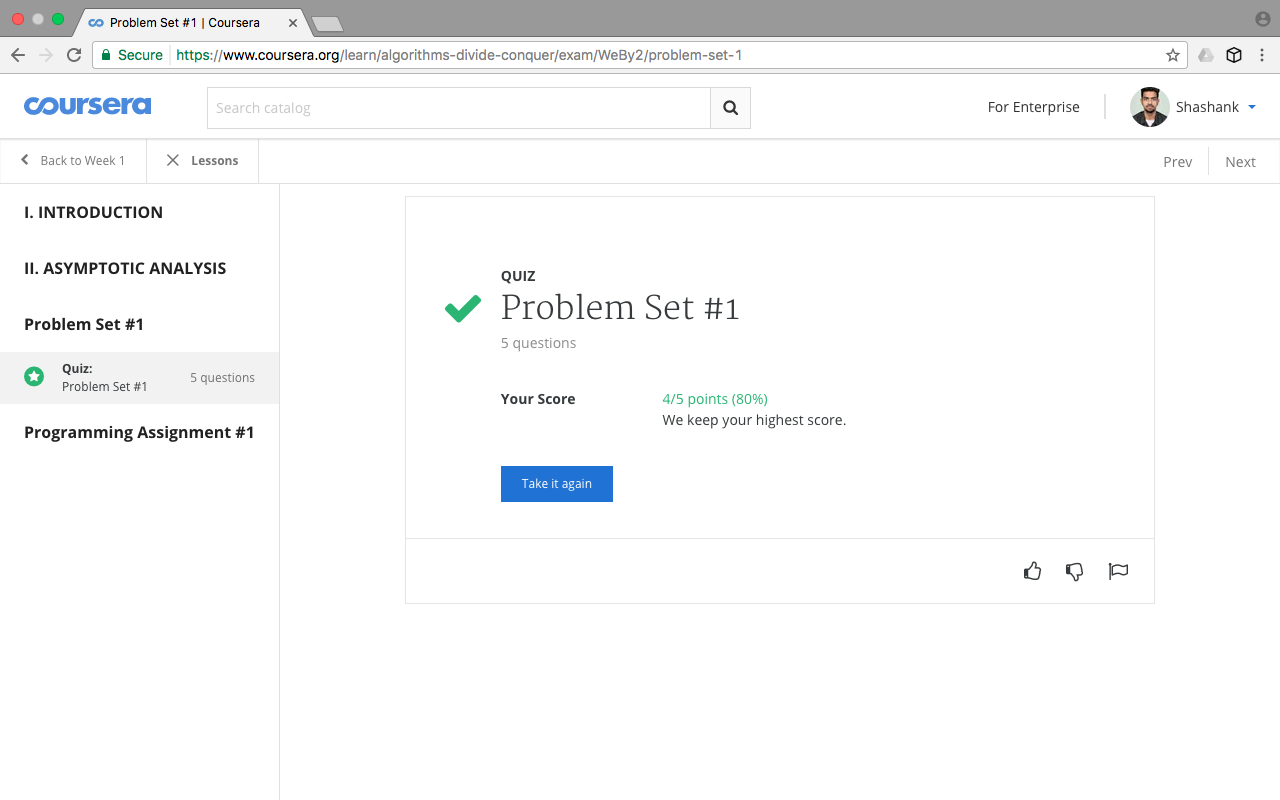 Problem Set #1 | Coursera
Secure https://www.coursera.org/learn/algorithms-divide-conquer/exam/WeBy2/problem-set-1
coursera
Search catalog
For Enterprise
Shashank
Back to Week 1
Lessons
Prev
Next
I. INTRODUCTION
II. ASYMPTOTIC ANALYSIS
Problem Set #1
Quiz:
Problem Set #1
5 questions
Programming Assignment #1
QUIZ
Problem Set #1
5 questions
Your Score
4/5 points (80%)
We keep your highest score.
Take it again